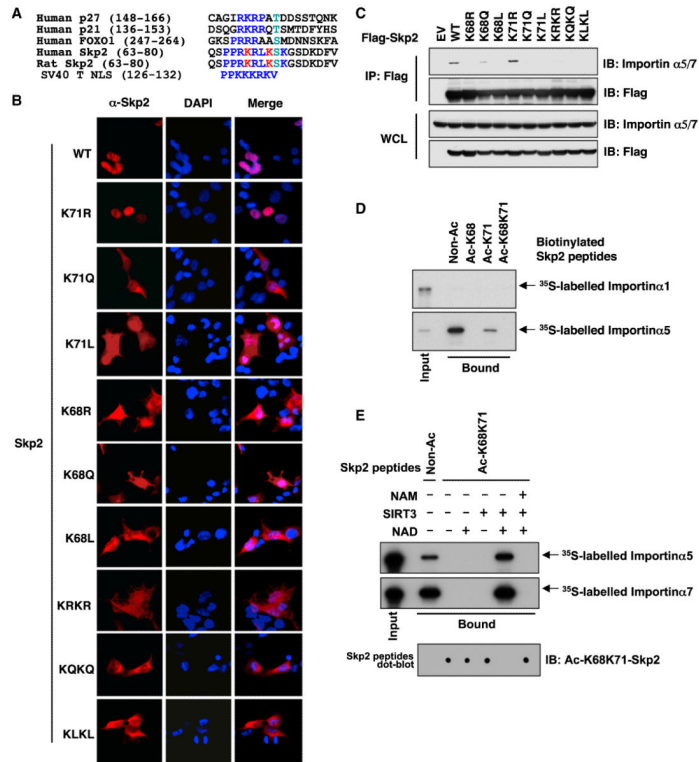 A
Human p27 (148-166) CAGIRKRPATDDSSTQNK
Human p21 (136-153) DSQGRKRRQTSMTDFYHS
Human FOXO1 (247-264) SPRRRAASMDNNSKFA
Human Skp2 (63-80) QSPPRKRLKSKGSDKDFV
Rat Skp2 (63-80) QSPPRKRLKSKGSDKDFV
SV40 T NLS (126-132) PPKKKRKV
B
α-Skp2 DAPI Merge
WT
K71R
K71Q
K71L
K68R
K68Q
K68L
KRKR
KQKQ
KLKL
Skp2
C
Flag-Skp2
EV WT K68R K68Q K68L K71R K71Q K71L KRKR KQKQ KLKL
IP: Flag
IB: Importin α5/7
IB: Flag
WCL
IB: Importin α5/7
IB: Flag
D
Non-Ac Ac-K68 Ac-K71 Ac-K68K71
Biotinylated
Skp2 peptides
35S-labelled Importinα1
35S-labelled Importinα5
Input
Bound
E
Skp2 peptides Non-Ac Ac-K68K71
NAM - - - - - +
SIRT3 - - - + + +
NAD - - + - + +
35S-labelled Importinα5
35S-labelled Importinα7
Input
Bound
Skp2 peptides
dot-blot
IB: Ac-K68K71-Skp2